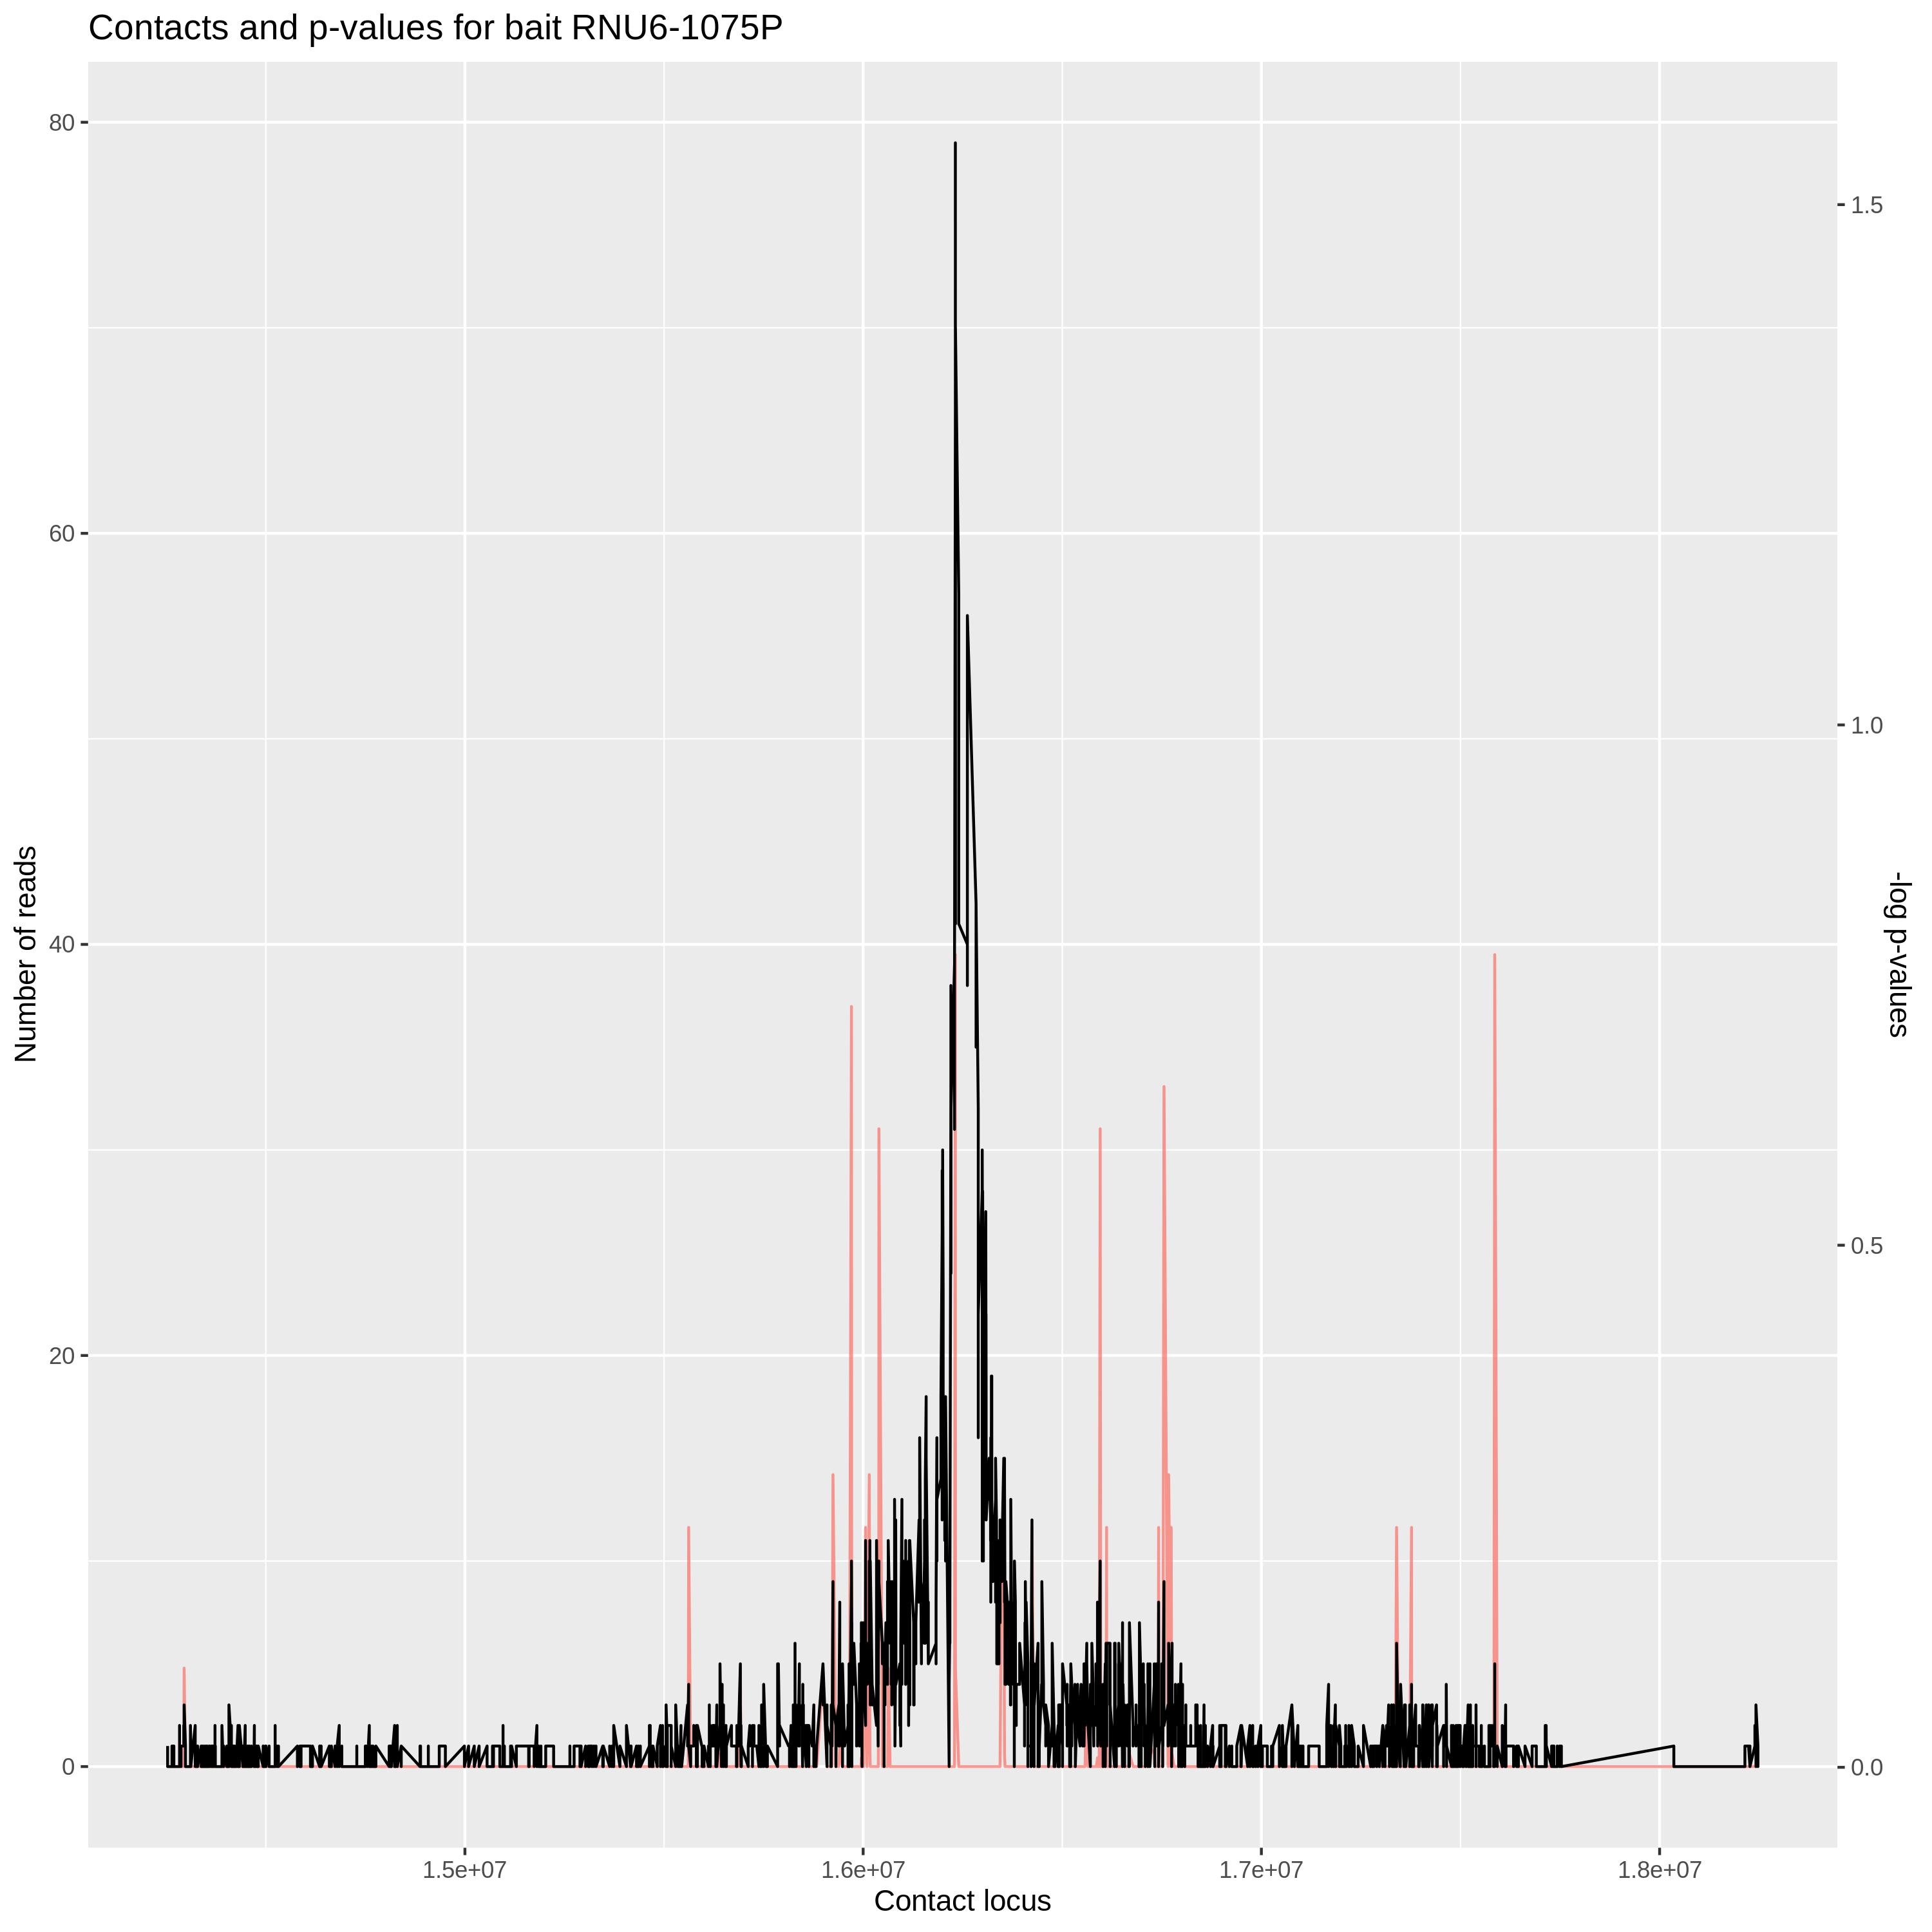 Contacts and p-values for bait RNU6-1075P
80
60
40
20
0
Number of reads
1.5
1.0
0.5
0.0
-log p-values
1.5e+07 1.6e+07 1.7e+07 1.8e+07
Contact locus